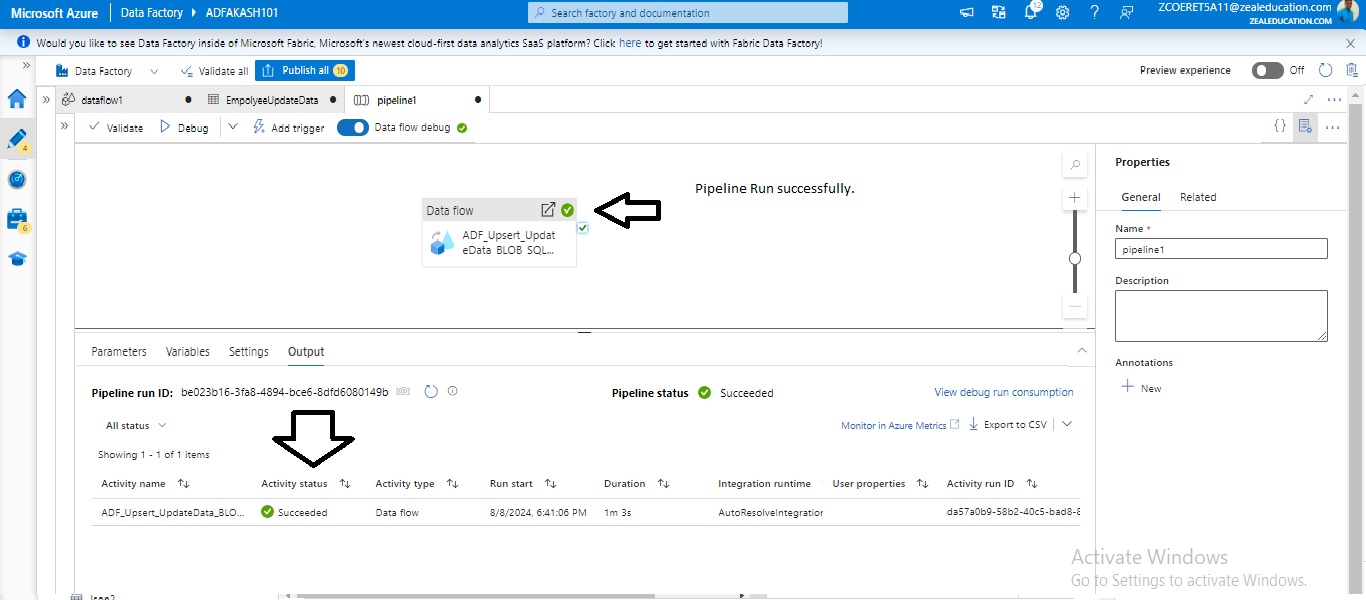 Microsoft Azure Data Factory ADFAKASH101 Search factory and documentation 12 ZCOERET5A11@zealeducation.com
ZEALEDUCATION.COM
Would you like to see Data Factory inside of Microsoft Fabric, Microsoft's newest cloud-first data analytics SaaS platform? Click here to get started with Fabric Data Factory!
Data Factory Validate all Publish all 10 Preview experience Off
dataflow1 EmpolyeeUpdateData pipeline1
Validate Debug Add trigger Data flow debug
4
6
Properties
General Related
Name *
pipeline1
Description
Annotations
New
Pipeline Run successfully.
Data flow
ADF_Upsert_Updat
eData_BLOB_SQL...
Parameters Variables Settings Output
Pipeline run ID: be023b16-3fa8-4894-bce6-8dfd6080149b Pipeline status Succeeded View debug run consumption
All status Monitor in Azure Metrics Export to CSV
Showing 1 - 1 of 1 items
Activity name Activity status Activity type Run start Duration Integration runtime User properties Activity run ID
ADF_Upsert_UpdateData_BLO... Succeeded Data flow 8/8/2024, 6:41:06 PM 1m 3s AutoResolveIntegration da57a0b9-58b2-40c5-bad8-8
Activate Windows
Go to Settings to activate Windows.